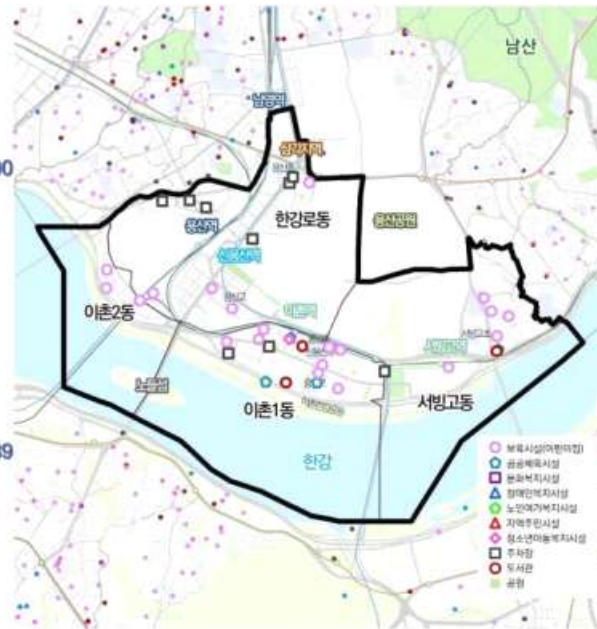 남산
남영역
삼각지역
한강로동
용산공원
용산역
신용산역
이촌2동
이촌역
서빙고역
노들섬
이촌1동
서빙고동
한강
보육시설(어린이집)
공공체육시설
문화복지시설
장애인복지시설
노인여가복지시설
지역주민시설
청소년아동복지시설
주차장
도서관
공원